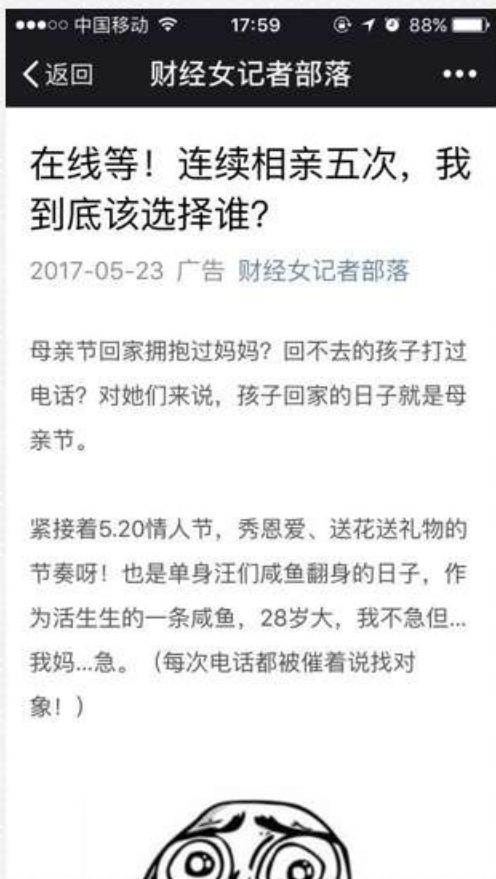 中国移动 17:59 88%
返回 财经女记者部落
在线等！连续相亲五次，我
到底该选择谁？
2017-05-23 广告 财经女记者部落
母亲节回家拥抱过妈妈？回不去的孩子打过
电话？对她们来说，孩子回家的日子就是母
亲节。
紧接着5.20情人节，秀恩爱、送花送礼物的
节奏呀！也是单身汪们咸鱼翻身的日子，作
为活生生的一条咸鱼，28岁大，我不急但...
我妈...急。（每次电话都被催着说找对
象！）